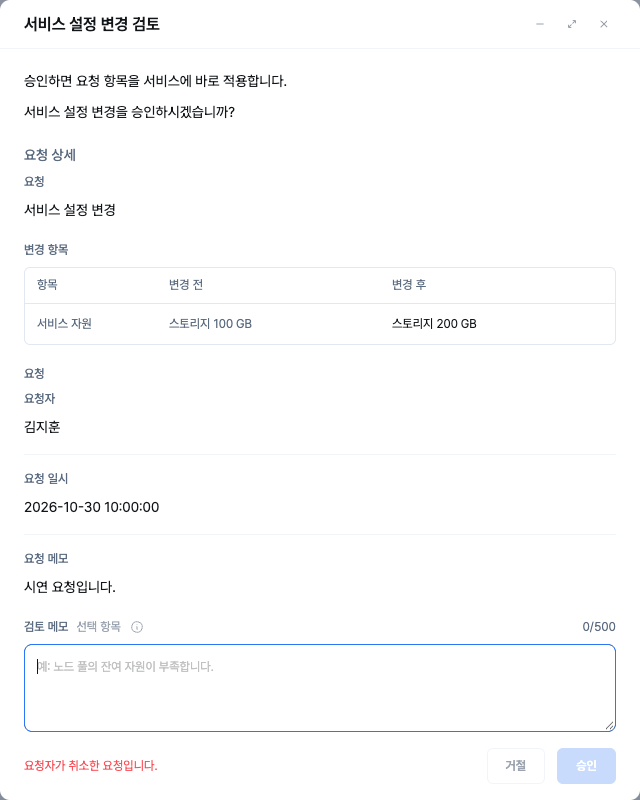 서비스 설정 변경 검토
승인하면 요청 항목을 서비스에 바로 적용합니다.
서비스 설정 변경을 승인하시겠습니까?
요청 상세
요청
서비스 설정 변경
변경 항목
항목 변경 전 변경 후
서비스 자원 스토리지 100 GB 스토리지 200 GB
요청
요청자
김지훈
요청 일시
2026-10-30 10:00:00
요청 메모
시연 요청입니다.
검토 메모 선택 항목 0/500
예: 노드 풀의 잔여 자원이 부족합니다.
요청자가 취소한 요청입니다. 거절 승인